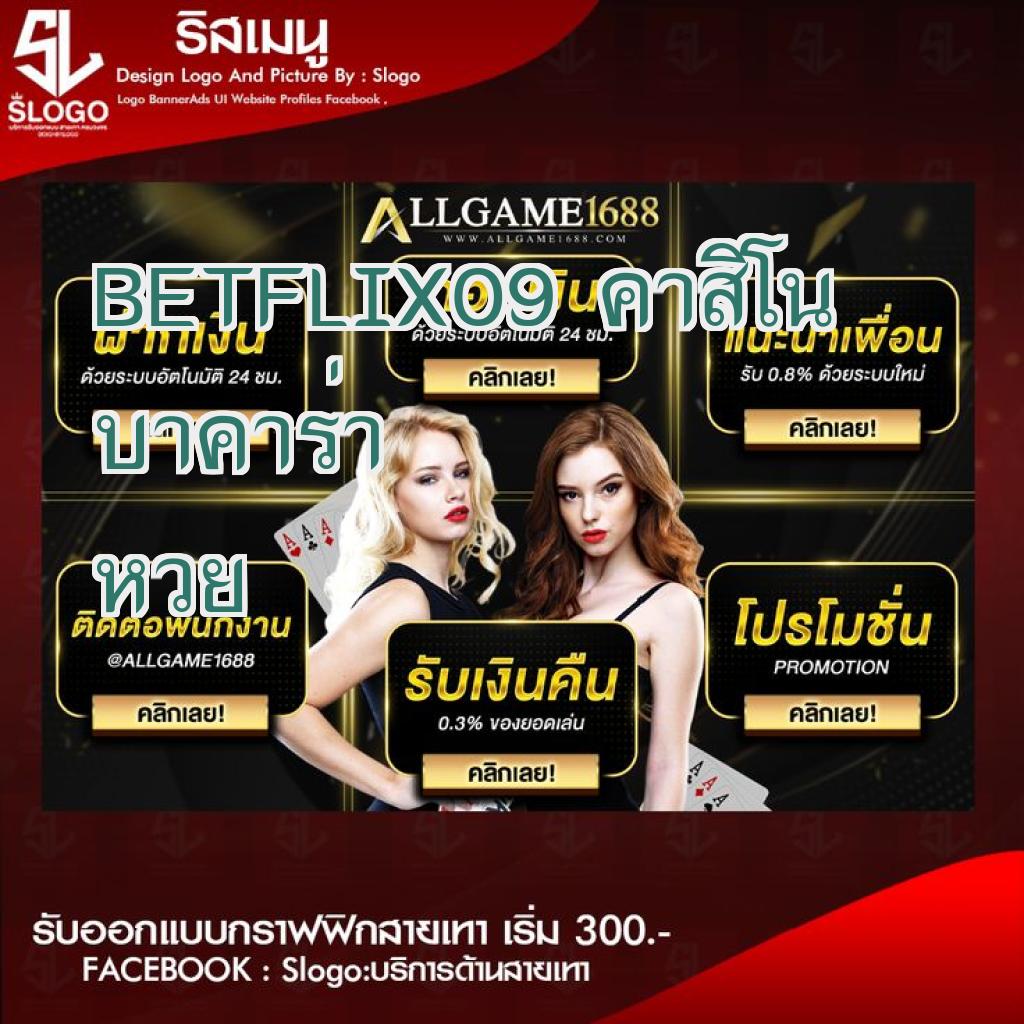 SL
SLOGO
ริสเมนู
Design Logo And Picture By : Slogo
Logo BannerAds UI Website Profiles Facebook .
ALLGAME1688
WWW.ALLGAME1688.COM
BETFLIX09 คาสิโน
บาคาร่า
หวย
ด้วยระบบอัตโนมัติ 24 ชม.
ด้วยระบบอัตโนมัติ 24 ชม.
คลิกเลย!
แนะนำเพื่อน
รับ 0.8% ด้วยระบบใหม่
คลิกเลย!
ติดต่อพนักงาน
@ALLGAME1688
คลิกเลย!
รับเงินคืน
0.3% ของยอดเล่น
คลิกเลย!
โปรโมชั่น
PROMOTION
คลิกเลย!
รับออกแบบกราฟฟิกสายเทา เริ่ม 300.-
FACEBOOK : Slogo:บริการด้านสายเทา